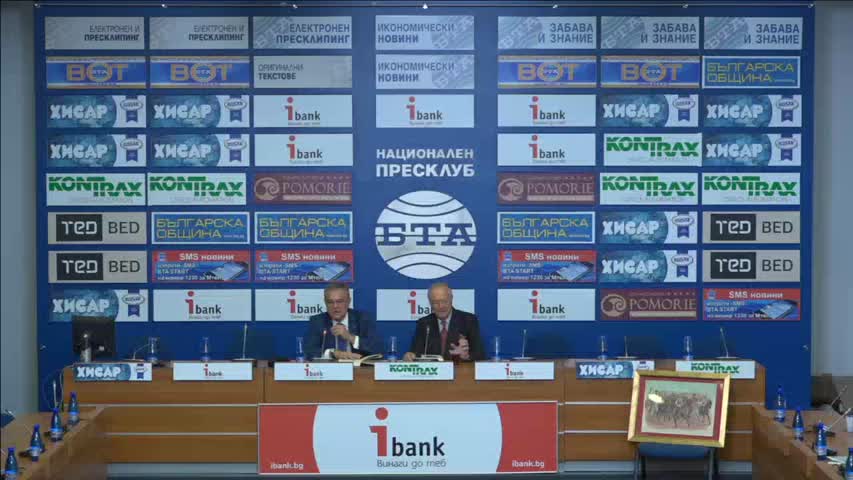 ЕЛЕКТРОНЕН И ПРЕСКЛИПИНГ
ЕЛЕКТРОНЕН И ПРЕСКЛИПИНГ
ЕЛЕКТРОНЕН И ПРЕСКЛИПИНГ
ИКОНОМИЧЕСКИ НОВИНИ
ЗАБАВА И ЗНАНИЕ
ЗАБАВА И ЗНАНИЕ
ЗАБАВА И ЗНАНИЕ
BOT
BOT
ОРИГИНАЛНИ ТЕКСТОВЕ
ИКОНОМИЧЕСКИ НОВИНИ
BOT
BOT
БЪЛГАРСКА ОБЩИНА
ХИСАР
ХИСАР
ibank
ibank
ibank
ХИСАР
ХИСАР
ХИСАР
ХИСАР
ibank
ibank
KONTRAX
ХИСАР
НАЦИОНАЛЕН
ПРЕСКЛУБ
KONTRAX
KONTRAX
POMORIE
POMORIE
KONTRAX
KONTRAX
TED BED
БЪЛГАРСКА ОБЩИНА
БЪЛГАРСКА ОБЩИНА
БТА
БЪЛГАРСКА ОБЩИНА
ХИСАР
TED BED
TED BED
SMS НОВИНИ
SMS НОВИНИ
SMS НОВИНИ
ХИСАР
TED BED
ХИСАР
ibank
ibank
ibank
ibank
POMORIE
SMS НОВИНИ
ХИСАР
ibank
ibank
KONTRAX
ibank
ХИСАР
KONTRAX
ibank
Винаги до теб
ibank.bg
ibank.bg